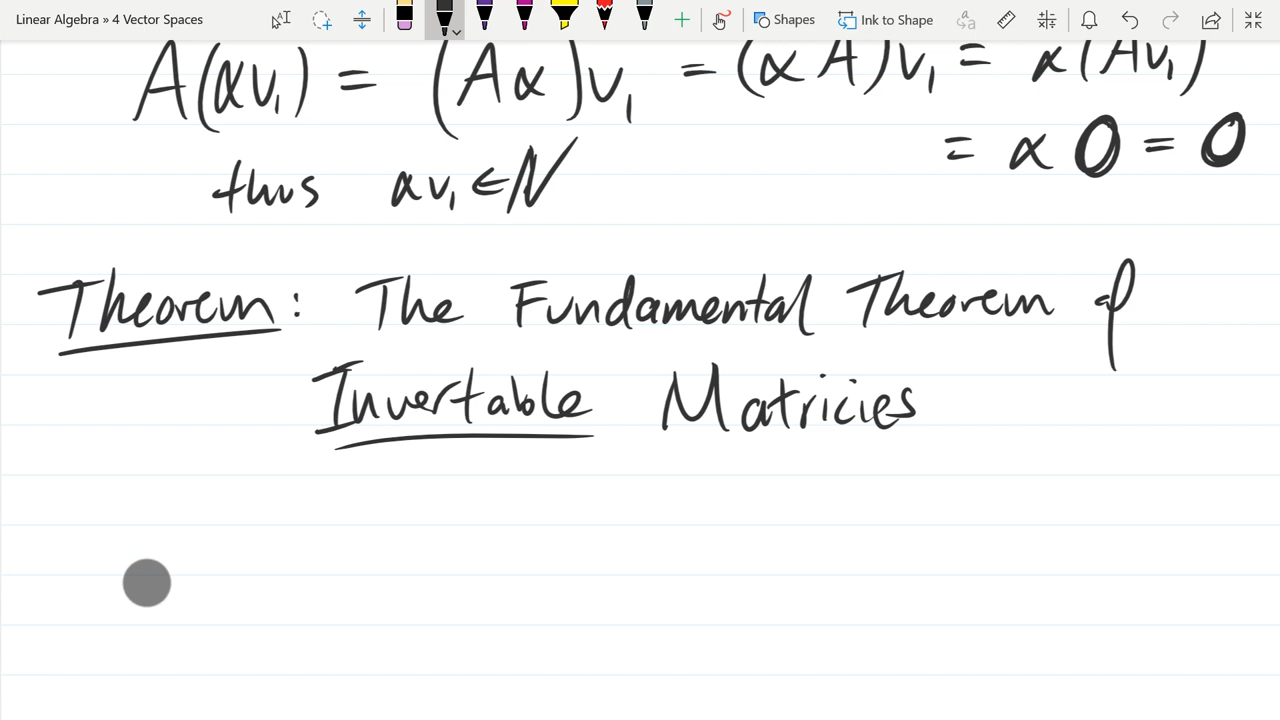 Linear Algebra » 4 Vector Spaces Shapes Ink to Shape
A(αv₁) = (Aα)v₁ = (αA)v₁ = α(Av₁)
= α0 = 0
thus αv₁ ∈ N
Theorem: The Fundamental Theorem of
Invertable Matricies